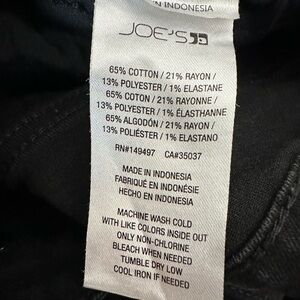 IN INDONESIA
JOE'S
65% COTTON / 21% RAYON /
13% POLYESTER / 1% ELASTANE
65% COTON / 21% RAYONNE /
13% POLYESTER / 1% ÉLASTHANNE
65% ALGODÓN / 21% RAYON /
13% POLIÉSTER / 1% ELASTANO
RN#149497 CA#35037
MADE IN INDONESIA
FABRIQUÉ EN INDONÉSIE
HECHO EN INDONESIA
MACHINE WASH COLD
WITH LIKE COLORS INSIDE OUT
ONLY NON-CHLORINE
BLEACH WHEN NEEDED
TUMBLE DRY LOW
COOL IRON IF NEEDED